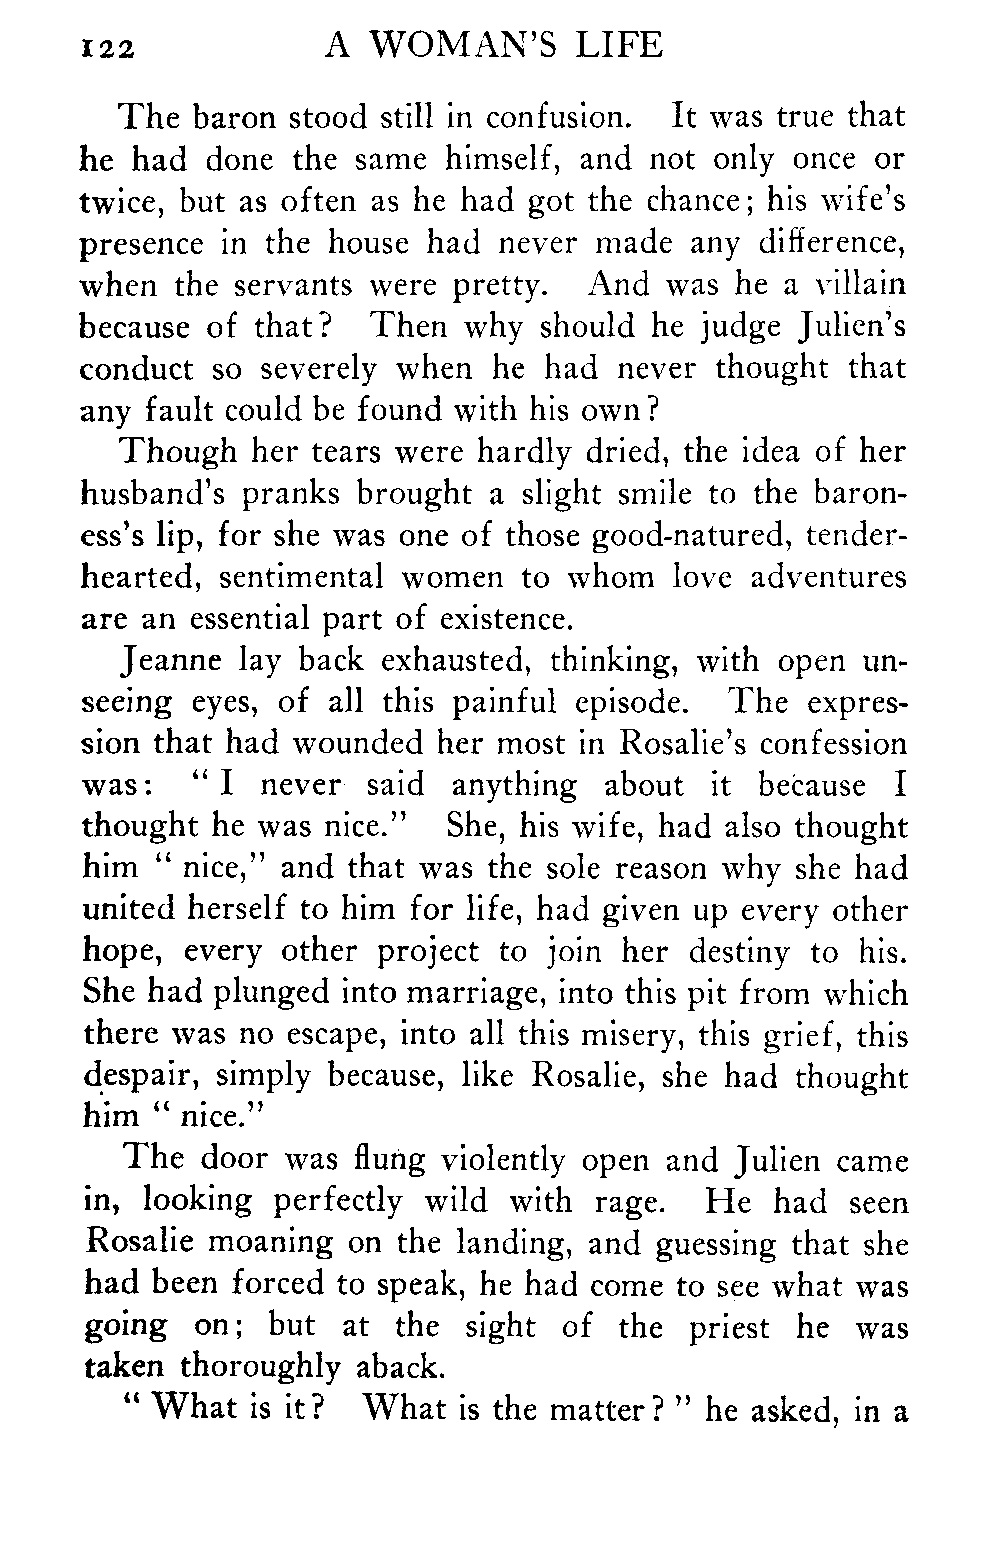 122 A WOMAN'S LIFE
The baron stood still in confusion. It was true that
he had done the same himself, and not only once or
twice, but as often as he had got the chance; his wife's
presence in the house had never made any difference,
when the servants were pretty. And was he a villain
because of that? Then why should he judge Julien's
conduct so severely when he had never thought that
any fault could be found with his own?
Though her tears were hardly dried, the idea of her
husband's pranks brought a slight smile to the baron-
ess's lip, for she was one of those good-natured, tender-
hearted, sentimental women to whom love adventures
are an essential part of existence.
Jeanne lay back exhausted, thinking, with open un-
seeing eyes, of all this painful episode. The expres-
sion that had wounded her most in Rosalie's confession
was: "I never said anything about it because I
thought he was nice." She, his wife, had also thought
him "nice," and that was the sole reason why she had
united herself to him for life, had given up every other
hope, every other project to join her destiny to his.
She had plunged into marriage, into this pit from which
there was no escape, into all this misery, this grief, this
despair, simply because, like Rosalie, she had thought
him "nice."
The door was flung violently open and Julien came
in, looking perfectly wild with rage. He had seen
Rosalie moaning on the landing, and guessing that she
had been forced to speak, he had come to see what was
going on; but at the sight of the priest he was
taken thoroughly aback.
"What is it? What is the matter?" he asked, in a